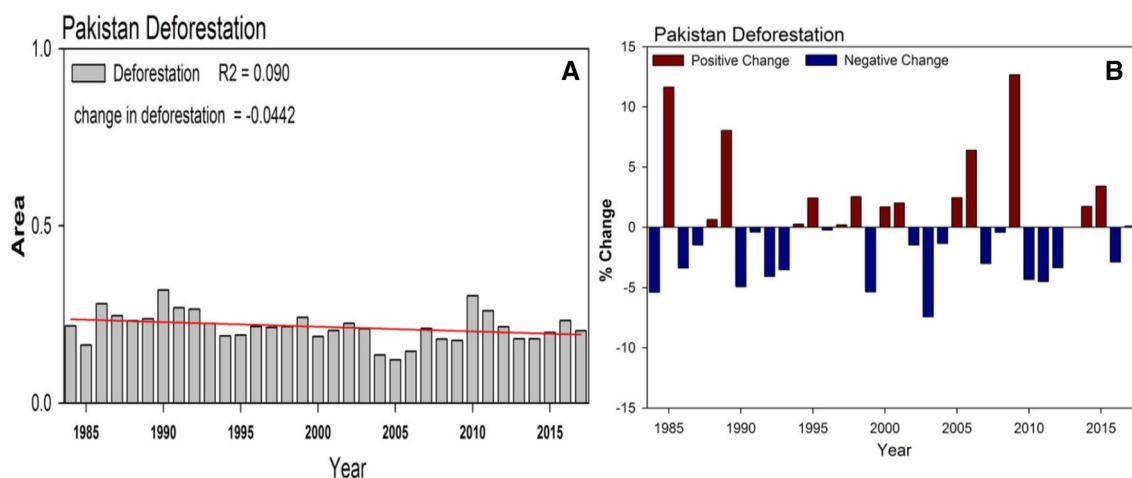 Pakistan Deforestation
1.0
Deforestation R2 = 0.090
A
change in deforestation = -0.0442
Area
0.5
0.0
1985 1990 1995 2000 2005 2010 2015
Year
Pakistan Deforestation
15
Positive Change Negative Change
B
10
5
% Change
0
-5
-10
-15
1985 1990 1995 2000 2005 2010 2015
Year